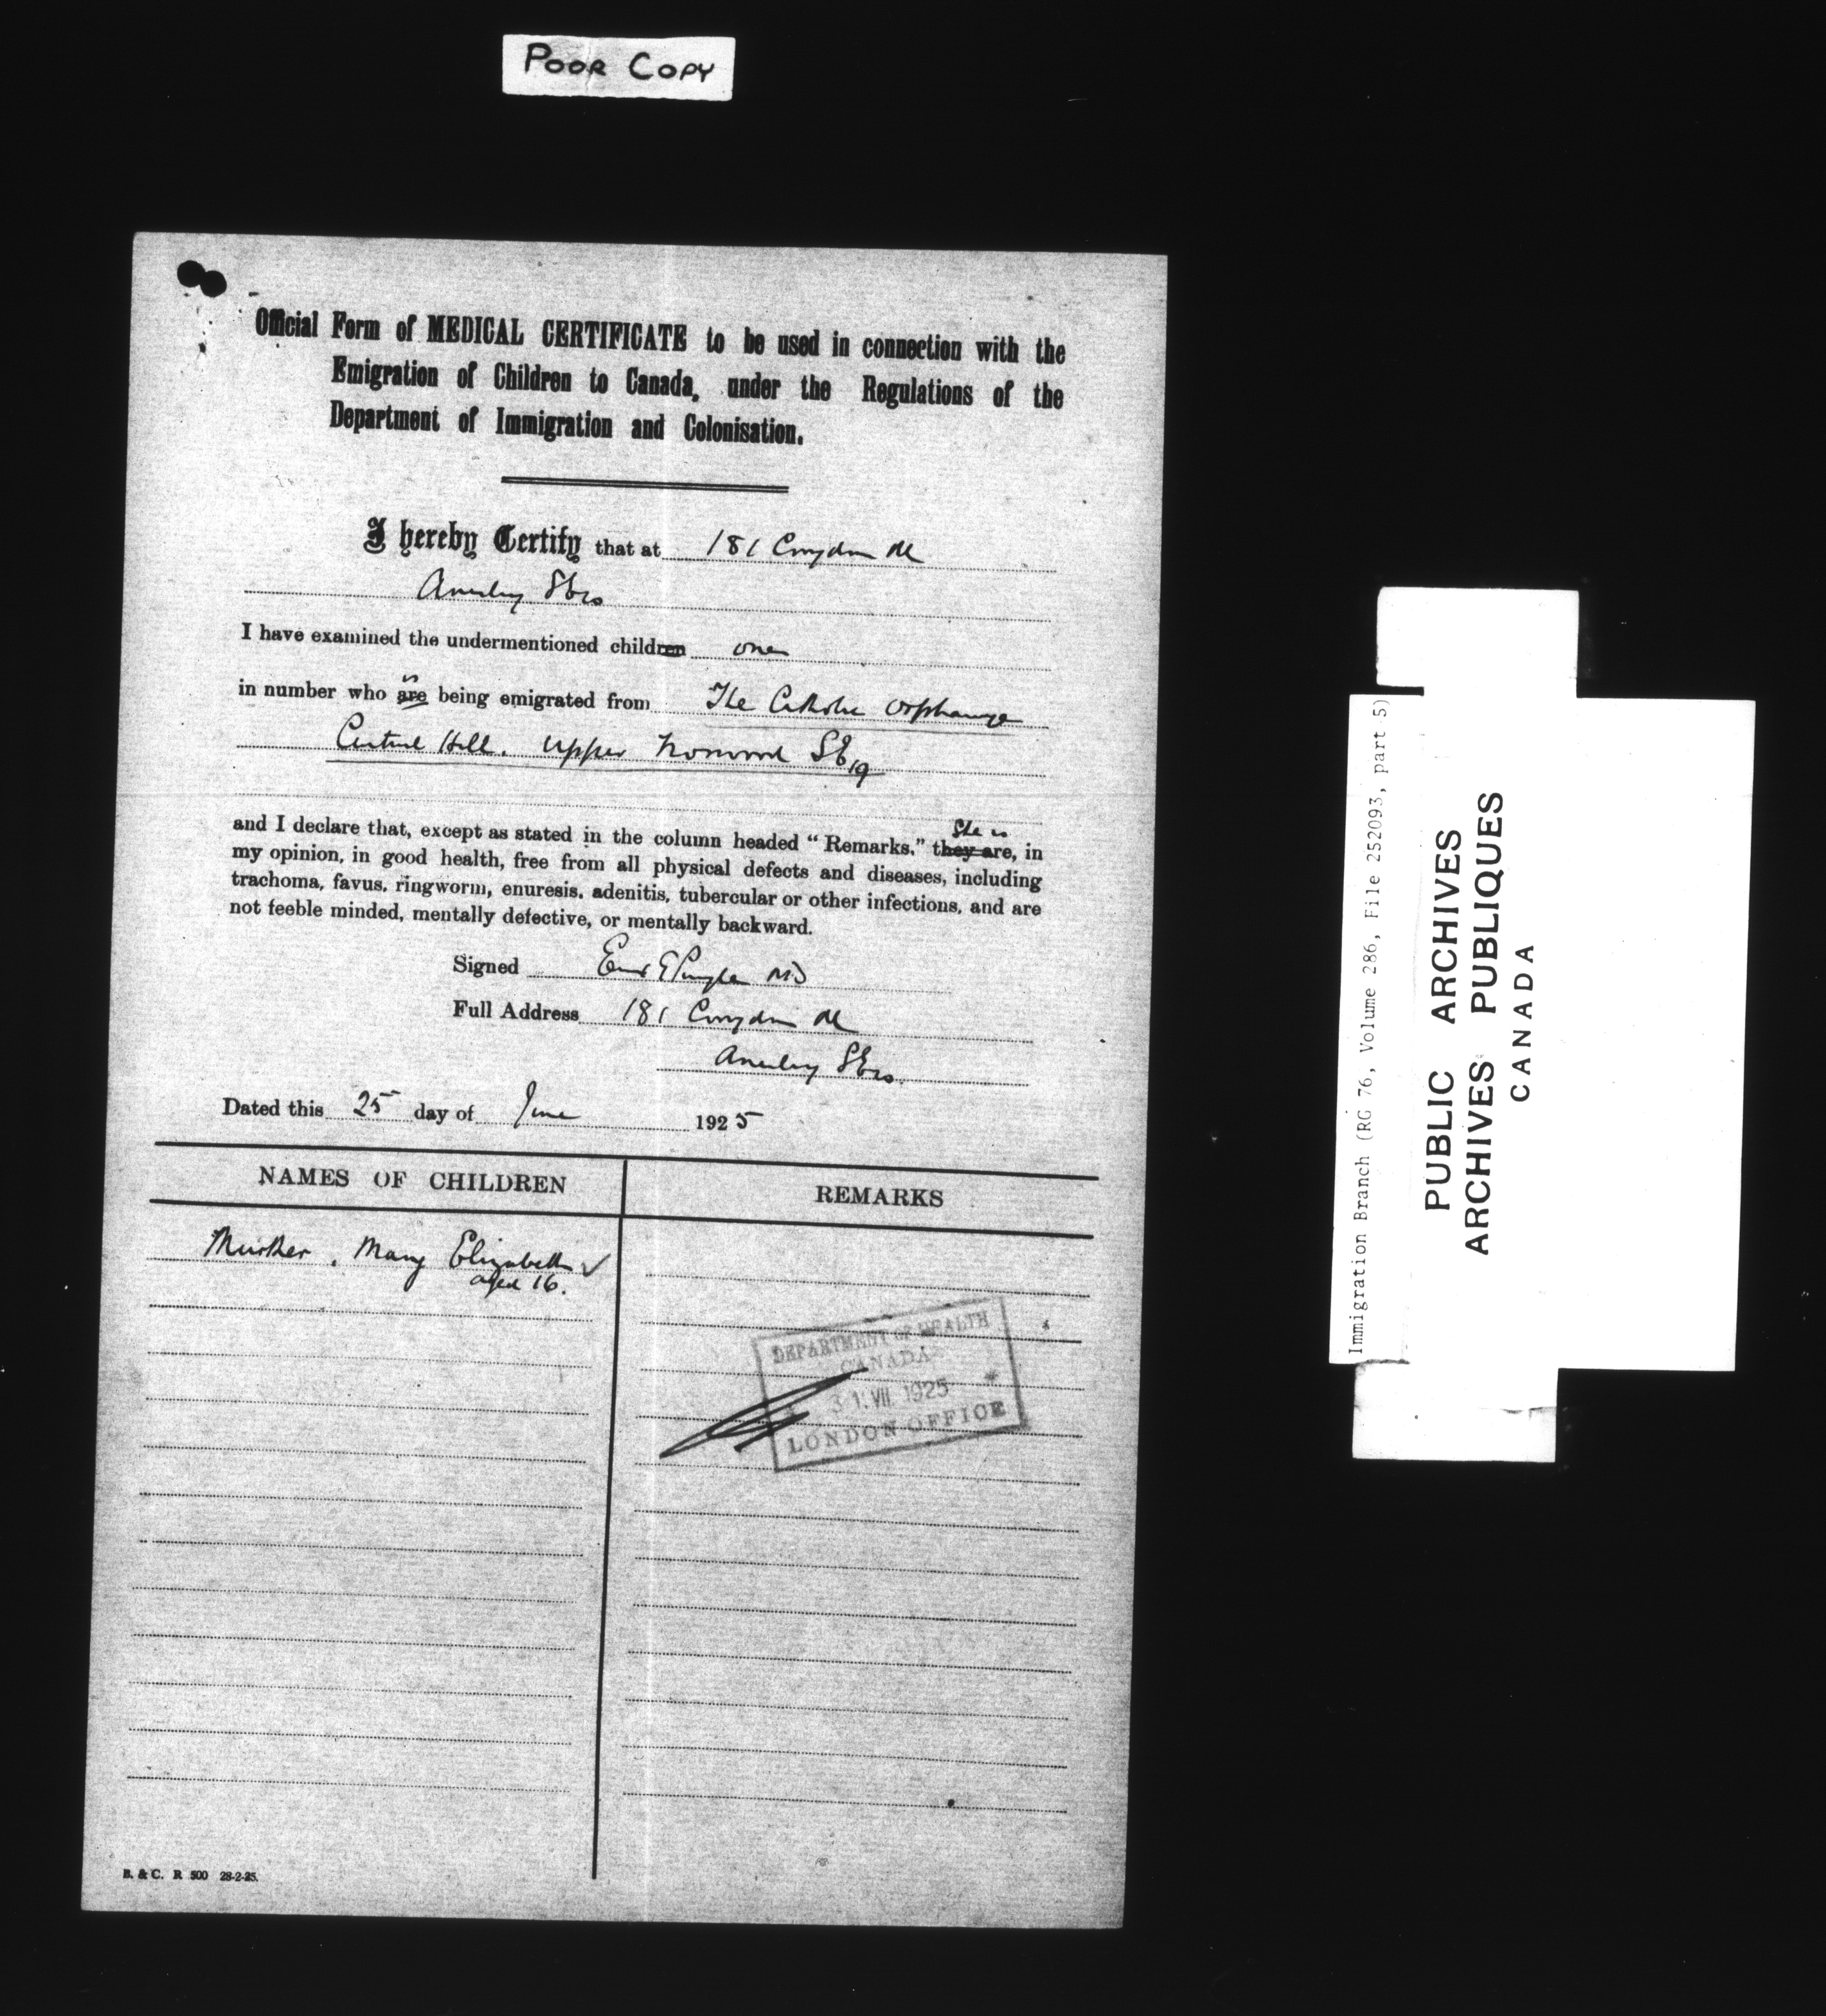 POOR COPY
Official Form of MEDICAL CERTIFICATE to be used in connection with the
Emigration of Children to Canada, under the Regulations of the
Department of Immigration and Colonisation.
I hereby Certify that at 181 Croydon Rd
Anerley SE20
I have examined the undermentioned children one
in number who are is being emigrated from The Catholic Orphanage
Central Hill. Upper Norwood SE19
She is
and I declare that, except as stated in the column headed "Remarks," they are, in
my opinion, in good health, free from all physical defects and diseases, including
trachoma, favus, ringworm, enuresis, adenitis, tubercular or other infections, and are
not feeble minded, mentally defective, or mentally backward.
Signed MD
Full Address 181 Croydon Rd
Anerley SE20.
Dated this 25 day of June 1925
NAMES OF CHILDREN REMARKS
Mary Elizabeth ✓
aged 16.
DEPARTMENT OF HEALTH
CANADA
31. VII. 1925
LONDON OFFICE
B. & C. R 500 28-2-25.
Immigration Branch (RG 76, Volume 286, File 252093, part 5)
PUBLIC ARCHIVES
ARCHIVES PUBLIQUES
CANADA